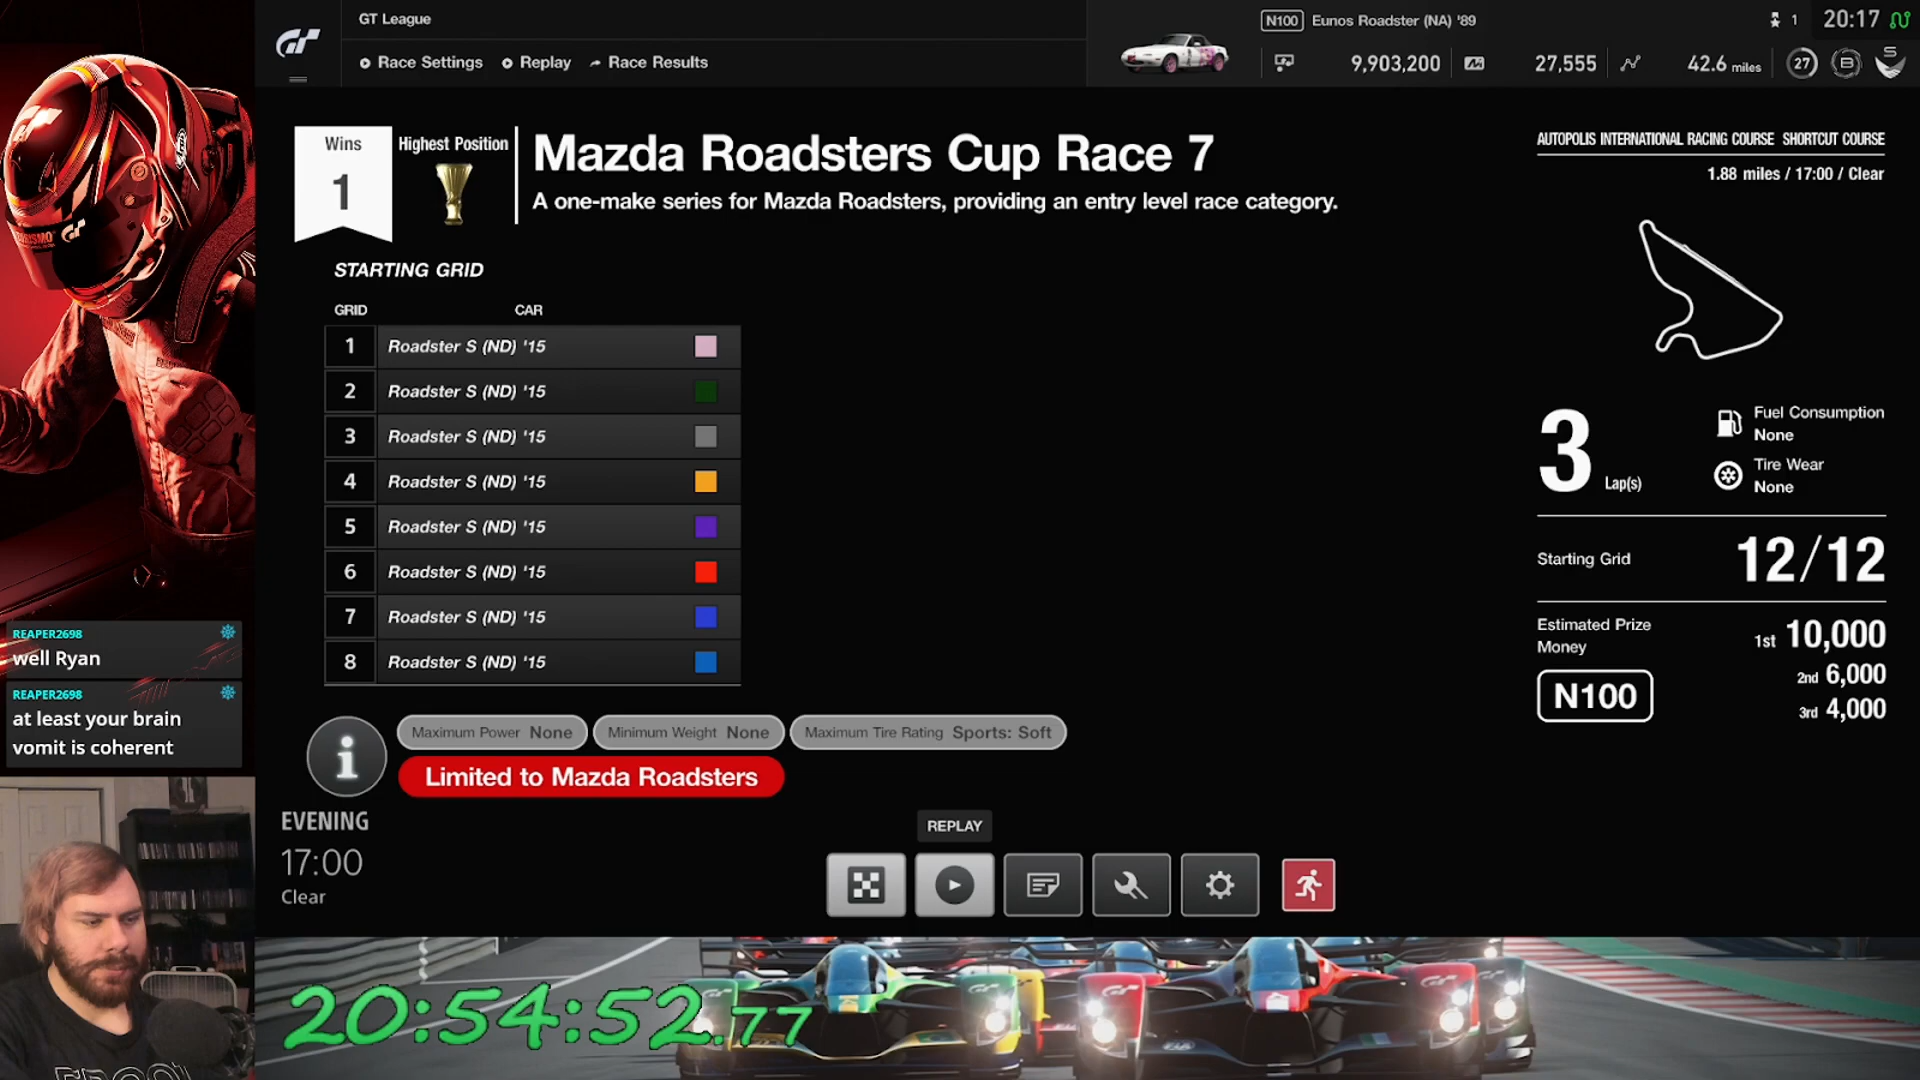 GT League
Race Settings
Replay
Race Results
N100 Eunos Roadster (NA) '89
9,903,200
27,555
42.6 miles
27
B
S
1
20:17
Wins
1
Highest Position
Mazda Roadsters Cup Race 7
A one-make series for Mazda Roadsters, providing an entry level race category.
AUTOPOLIS INTERNATIONAL RACING COURSE SHORTCUT COURSE
1.88 miles / 17:00 / Clear
STARTING GRID
GRID CAR
1 Roadster S (ND) '15
2 Roadster S (ND) '15
3 Roadster S (ND) '15
4 Roadster S (ND) '15
5 Roadster S (ND) '15
6 Roadster S (ND) '15
7 Roadster S (ND) '15
8 Roadster S (ND) '15
3 Lap(s)
Fuel Consumption
None
Tire Wear
None
Starting Grid 12/12
Estimated Prize
Money
1st 10,000
2nd 6,000
3rd 4,000
N100
Maximum Power None
Minimum Weight None
Maximum Tire Rating Sports: Soft
Limited to Mazda Roadsters
EVENING
17:00
Clear
REPLAY
REAPER2698
well Ryan
REAPER2698
at least your brain
vomit is coherent
20:54:52.77